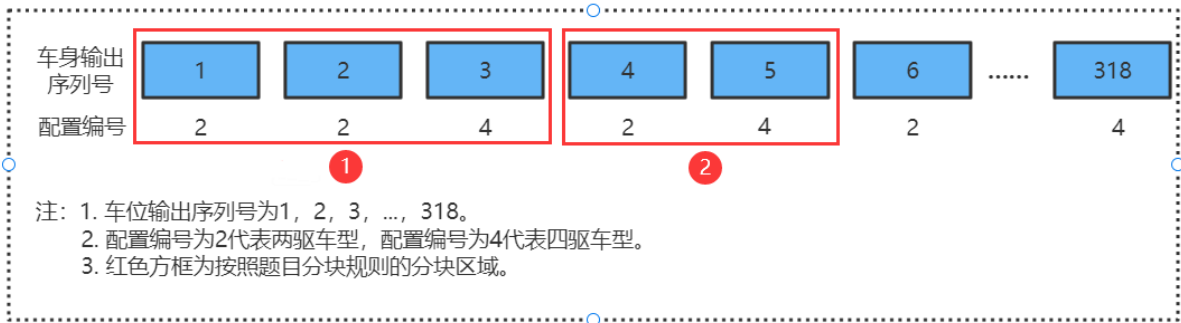 车身输出
序列号
1 2 3 4 5 6 …… 318
配置编号 2 2 4 2 4 2 4
1 2
注：1. 车位输出序列号为1，2，3，...，318。
2. 配置编号为2代表两驱车型，配置编号为4代表四驱车型。
3. 红色方框为按照题目分块规则的分块区域。